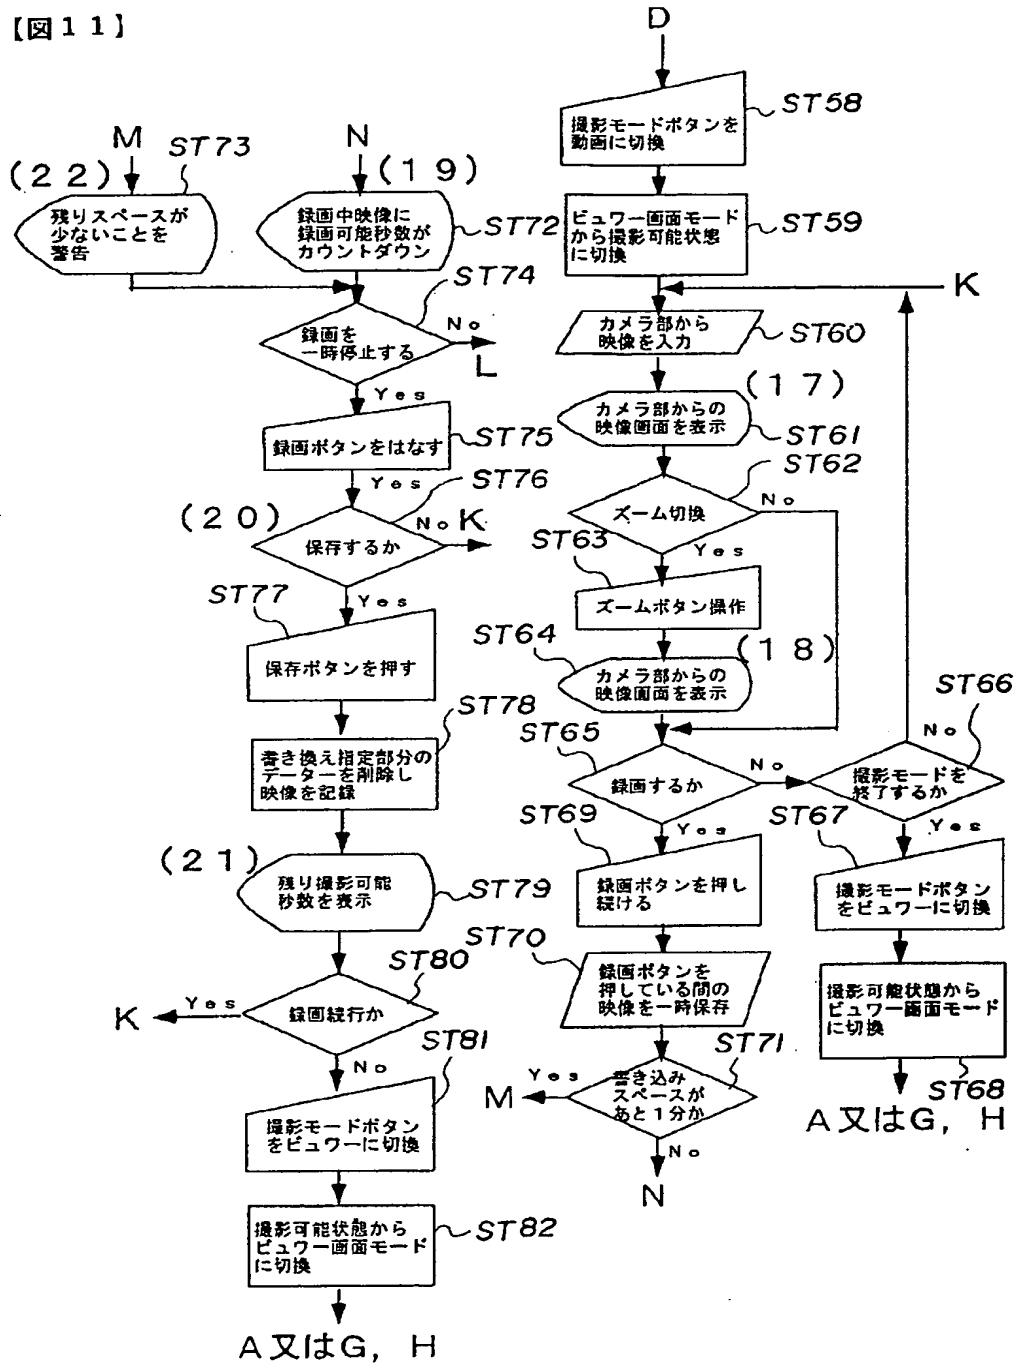 【図11】
D
撮影モードボタンを
動画に切換
ST58
ビュワー画面モード
から撮影可能状態
に切換
ST59
K
カメラ部から
映像を入力
ST60
(17)
カメラ部からの
映像画面を表示
ST61
ST62
ズーム切換
No
Yes
ST63
ズームボタン操作
ST64
(18)
カメラ部からの
映像画面を表示
ST65
録画するか
No
Yes
ST66
No
撮影モードを
終了するか
Yes
ST67
撮影モードボタン
をビュワーに切換
撮影可能状態から
ビュワー画面モード
に切換
ST68
A又はG,H
ST69
録画ボタンを押し
続ける
ST70
録画ボタンを
押している間の
映像を一時保存
ST71
書き込み
スペースが
あと1分か
Yes
M
No
N
M
ST73
(22)
残りスペースが
少ないことを
警告
N
(19)
録画中映像に
録画可能秒数が
カウントダウン
ST72
ST74
録画を
一時停止する
No
L
Yes
録画ボタンをはなす
ST75
Yes
ST76
(20)
保存するか
No
K
Yes
ST77
保存ボタンを押す
ST78
書き換え指定部分の
データーを削除し
映像を記録
(21)
残り撮影可能
秒数を表示
ST79
ST80
録画続行か
Yes
K
No
ST81
撮影モードボタン
をビュワーに切換
撮影可能状態から
ビュワー画面モード
に切換
ST82
A又はG,H